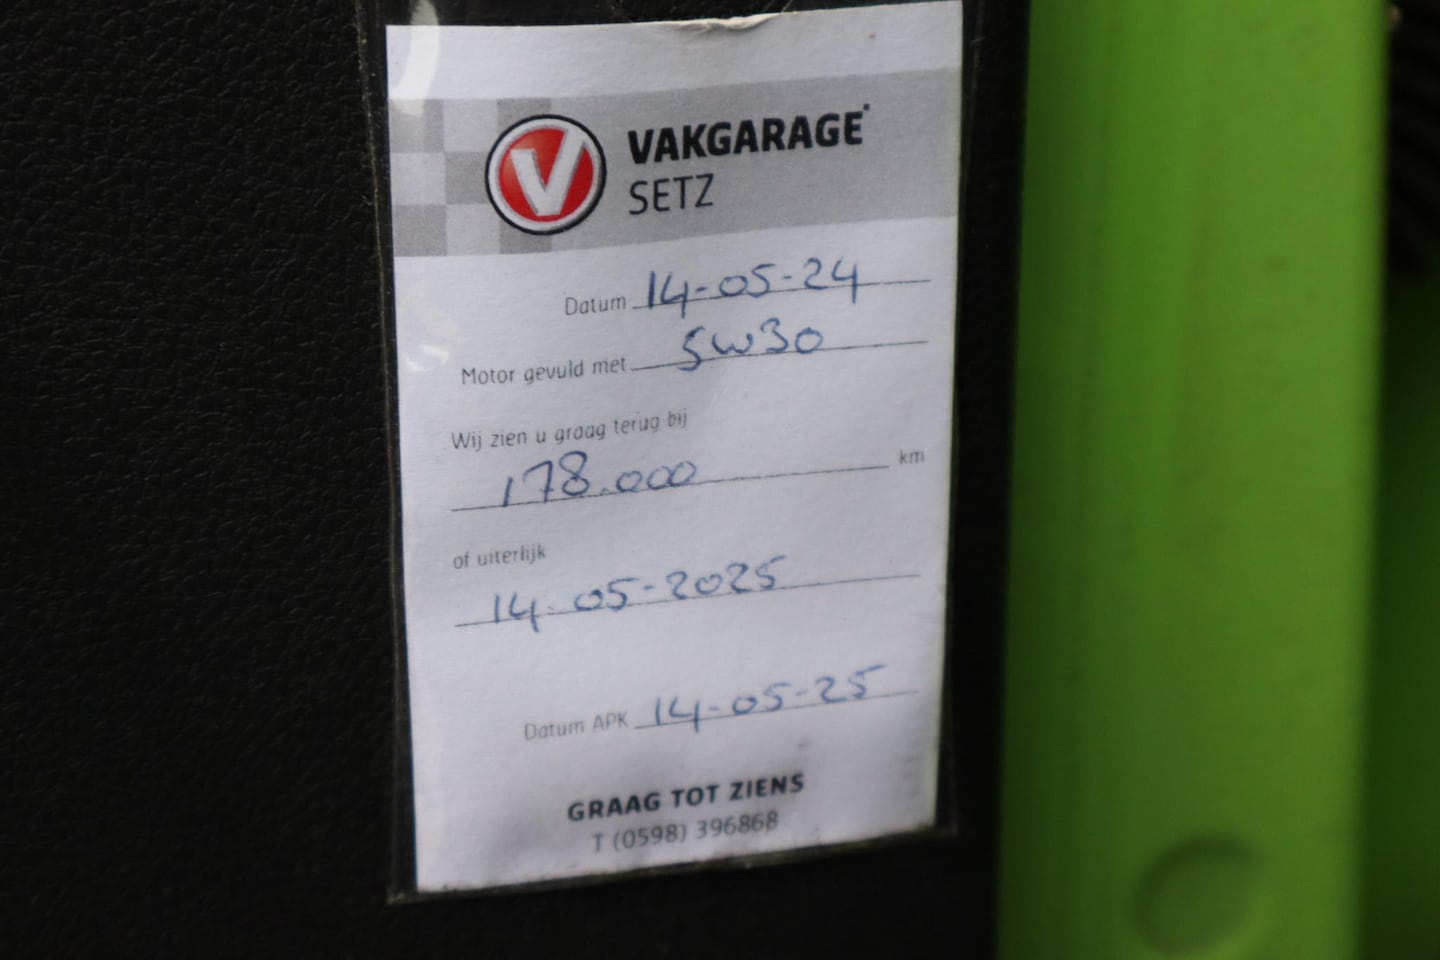 V VAKGARAGE
SETZ
Datum 14-05-24
Motor gevuld met 5W30
Wij zien u graag terug bij
178.000 km
of uiterlijk
14-05-2025
Datum APK 14-05-25
GRAAG TOT ZIENS
T (0598) 396868